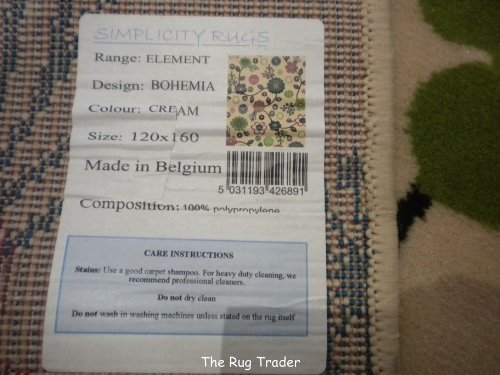 SIMPLICITY RUGS
Range: ELEMENT
Design: BOHEMIA
Colour: CREAM
Size: 120x160
Made in Belgium
5 031193 426891
Composition: 100% polypropylene
CARE INSTRUCTIONS
Stains: Use a good carpet shampoo. For heavy duty cleaning, we
recommend professional cleaners.
Do not dry clean
Do not wash in washing machines unless stated on the rug itself
The Rug Trader